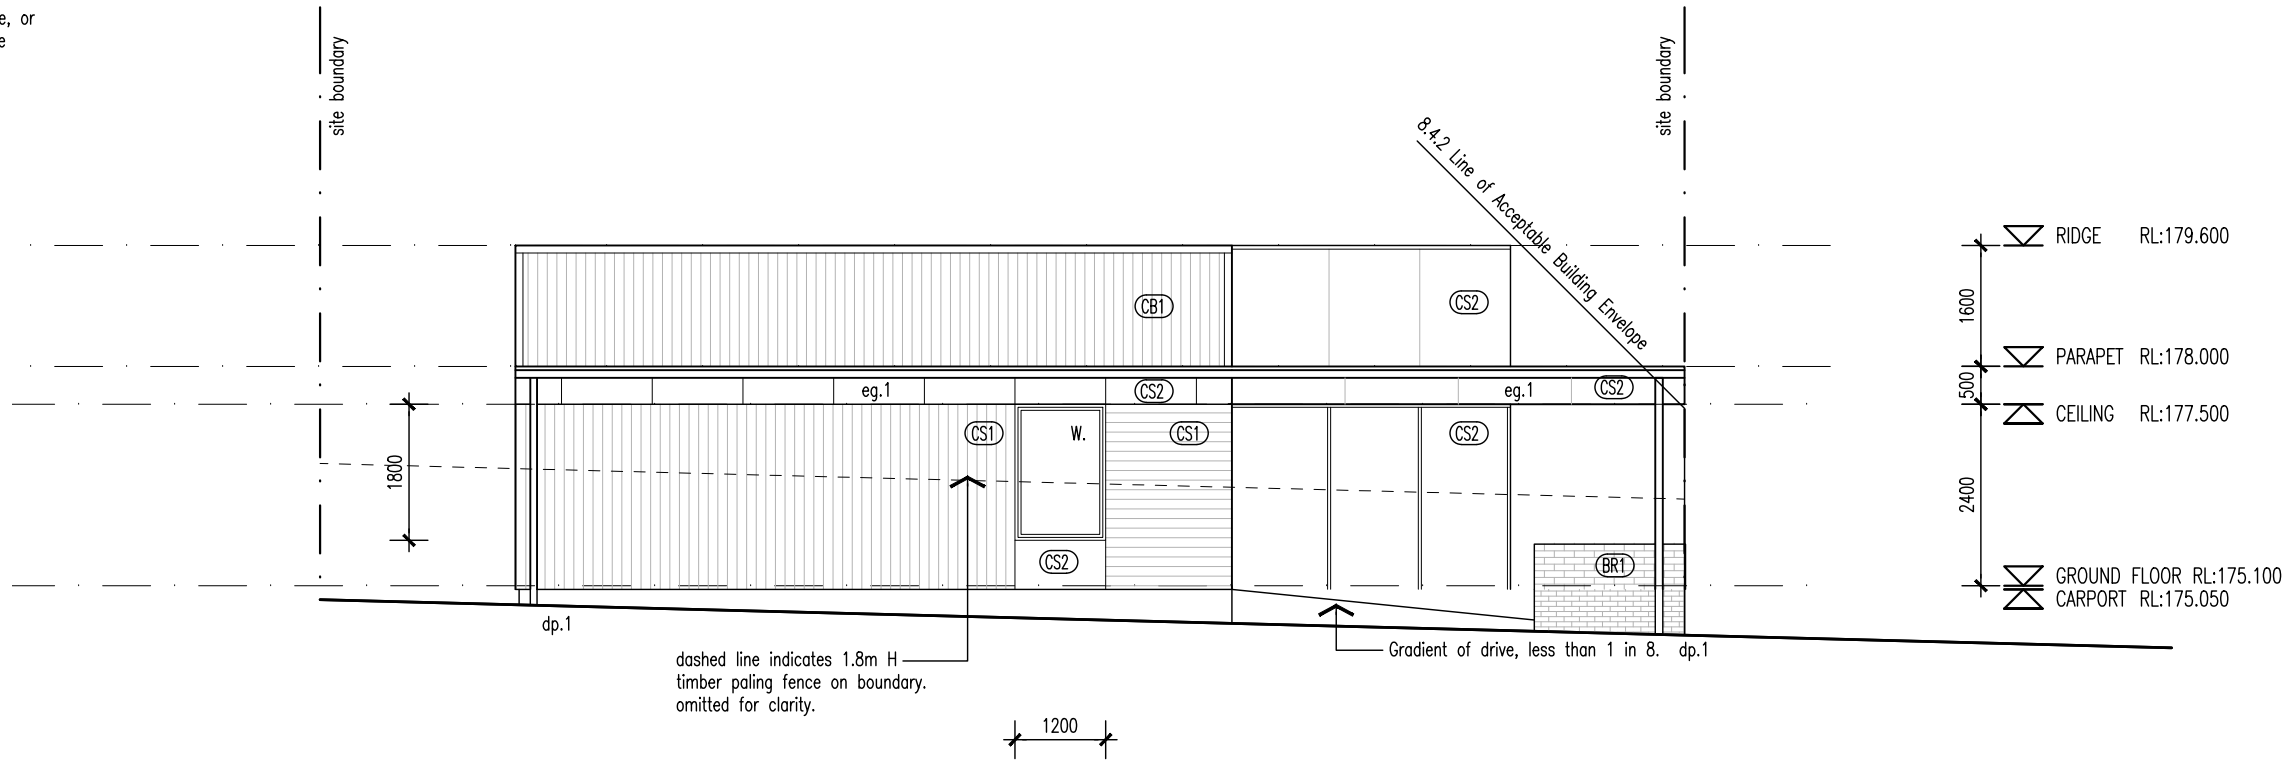 e, or
e
site boundary
site boundary
8.4.2 Line of Acceptable Building Envelope
RIDGE RL:179.600
CB1
CS2
1600
PARAPET RL:178.000
eg.1
CS2
eg.1
CS2
500
CEILING RL:177.500
CS1
W.
CS1
CS2
1800
2400
CS2
BR1
GROUND FLOOR RL:175.100
CARPORT RL:175.050
dp.1
dashed line indicates 1.8m H
timber paling fence on boundary.
omitted for clarity.
Gradient of drive, less than 1 in 8. dp.1
1200